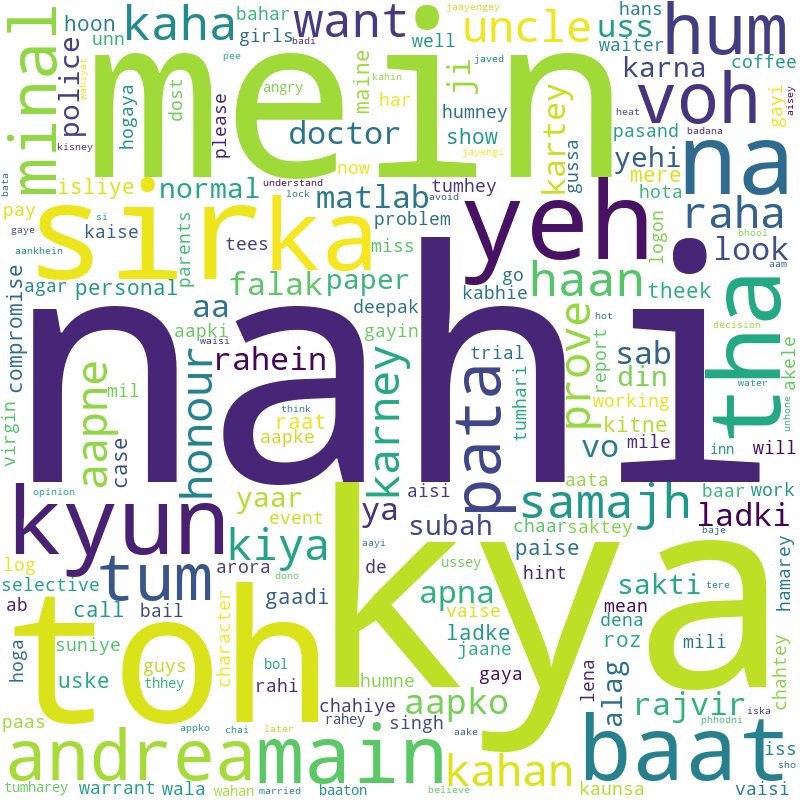 nahi
kya
mein
toh
yeh
sir
ka
kyun
baat
tha
main
na
hum
voh
andrea
tum
pata
minal
kaha
want
uncle
uss
haan
raha
samajh
kiya
kahan
ladki
honour
karney
prove
aapne
falak
paper
doctor
matlab
normal
rahein
sab
din
vo
look
rajvir
alag
sakti
apna
aapko
subah
ya
aa
yaar
police
ji
kartey
yehi
karna
coffee
waiter
hans
well
girls
bahar
hoon
unn
hogaya
dost
angry
please
maine
har
humney
show
pasand
mere
hota
gayi
gussa
tumhey
now
isliye
pay
kaise
agar
personal
parents
compromise
tees
problem
miss
deepak
kabhie
go
theek
logon
akele
report
trial
tumhari
working
kitne
mile
will
inn
virgin
mil
case
aapki
gayin
raat
aapke
think
waisi
understand
lock
avoid
kahin
javed
jayengi
jaayengey
badi
pee
wahiyat
kisney
bata
gaye
aankhein
si
badana
heat
aisey
bhool
aam
hot
decision
water
unhone
opinion
log
selective
ab
call
bail
arora
event
gaadi
de
aisi
chaar
saktey
aata
baar
work
paise
hint
ussey
aayi
dono
vaise
ladke
jaane
gaya
mean
dena
roz
mili
baje
tere
hamarey
chahtey
suniye
uske
hoga
guys
thhey
character
bol
rahi
humne
chahiye
singh
rahey
lena
phhodni
iska
iss
sho
vaisi
kaunsa
paas
appko
chai
later
aake
tumharey
warrant
wala
wahan
married
baaton
believe